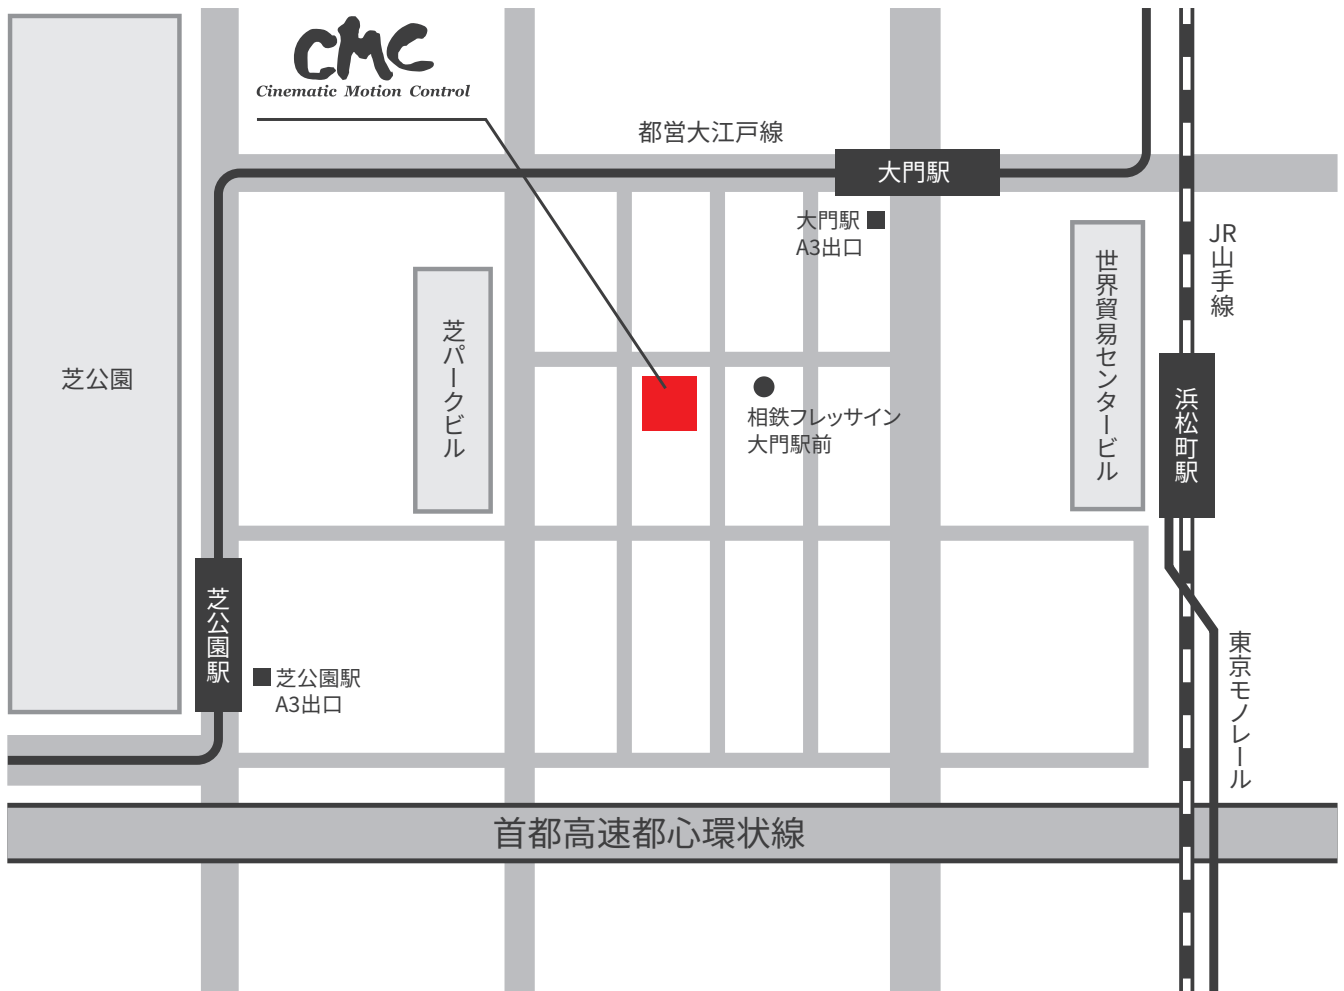 CMC
Cinematic Motion Control
都営大江戸線
大門駅
大門駅
A3出口
JR山手線
世界貿易センタービル
芝パークビル
芝公園
浜松町駅
相鉄フレッサイン
大門駅前
芝公園駅
芝公園駅
A3出口
東京モノレール
首都高速都心環状線